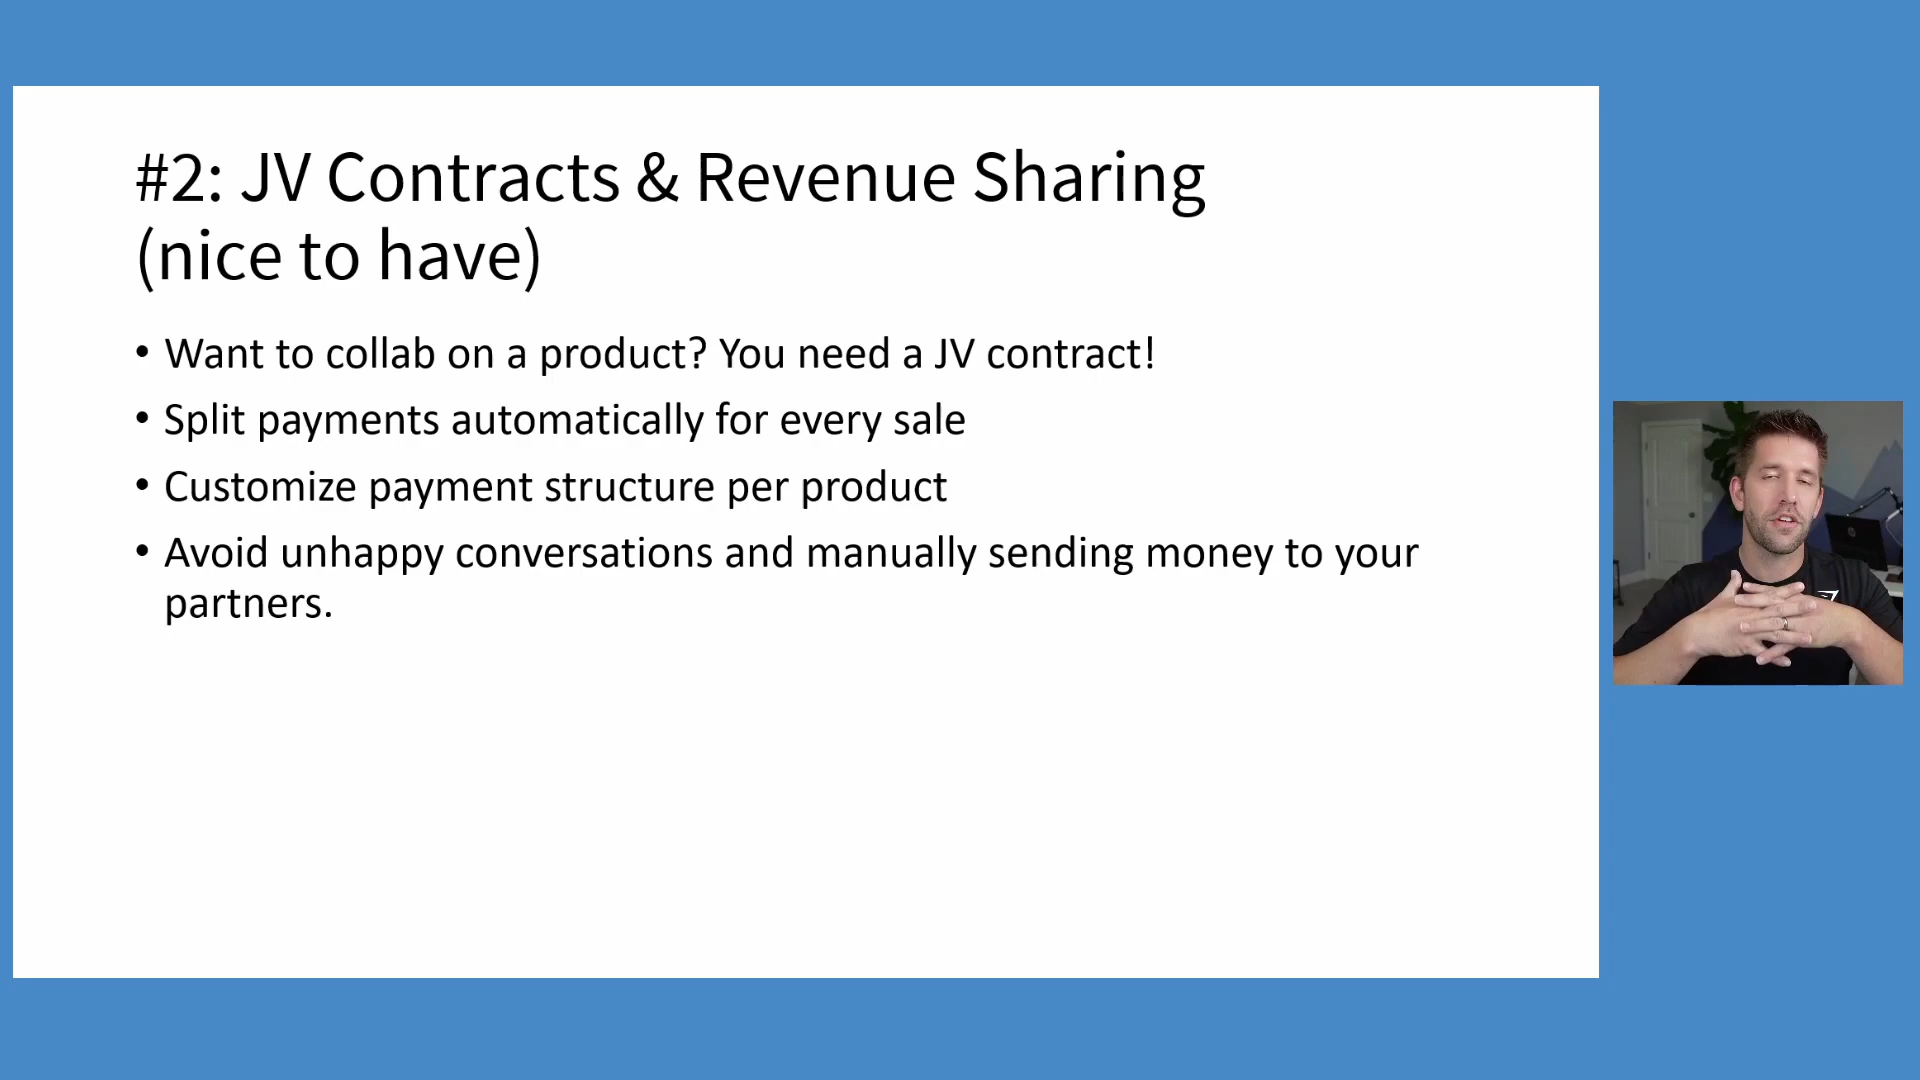 #2: JV Contracts & Revenue Sharing
(nice to have)
• Want to collab on a product? You need a JV contract!
• Split payments automatically for every sale
• Customize payment structure per product
• Avoid unhappy conversations and manually sending money to your
partners.